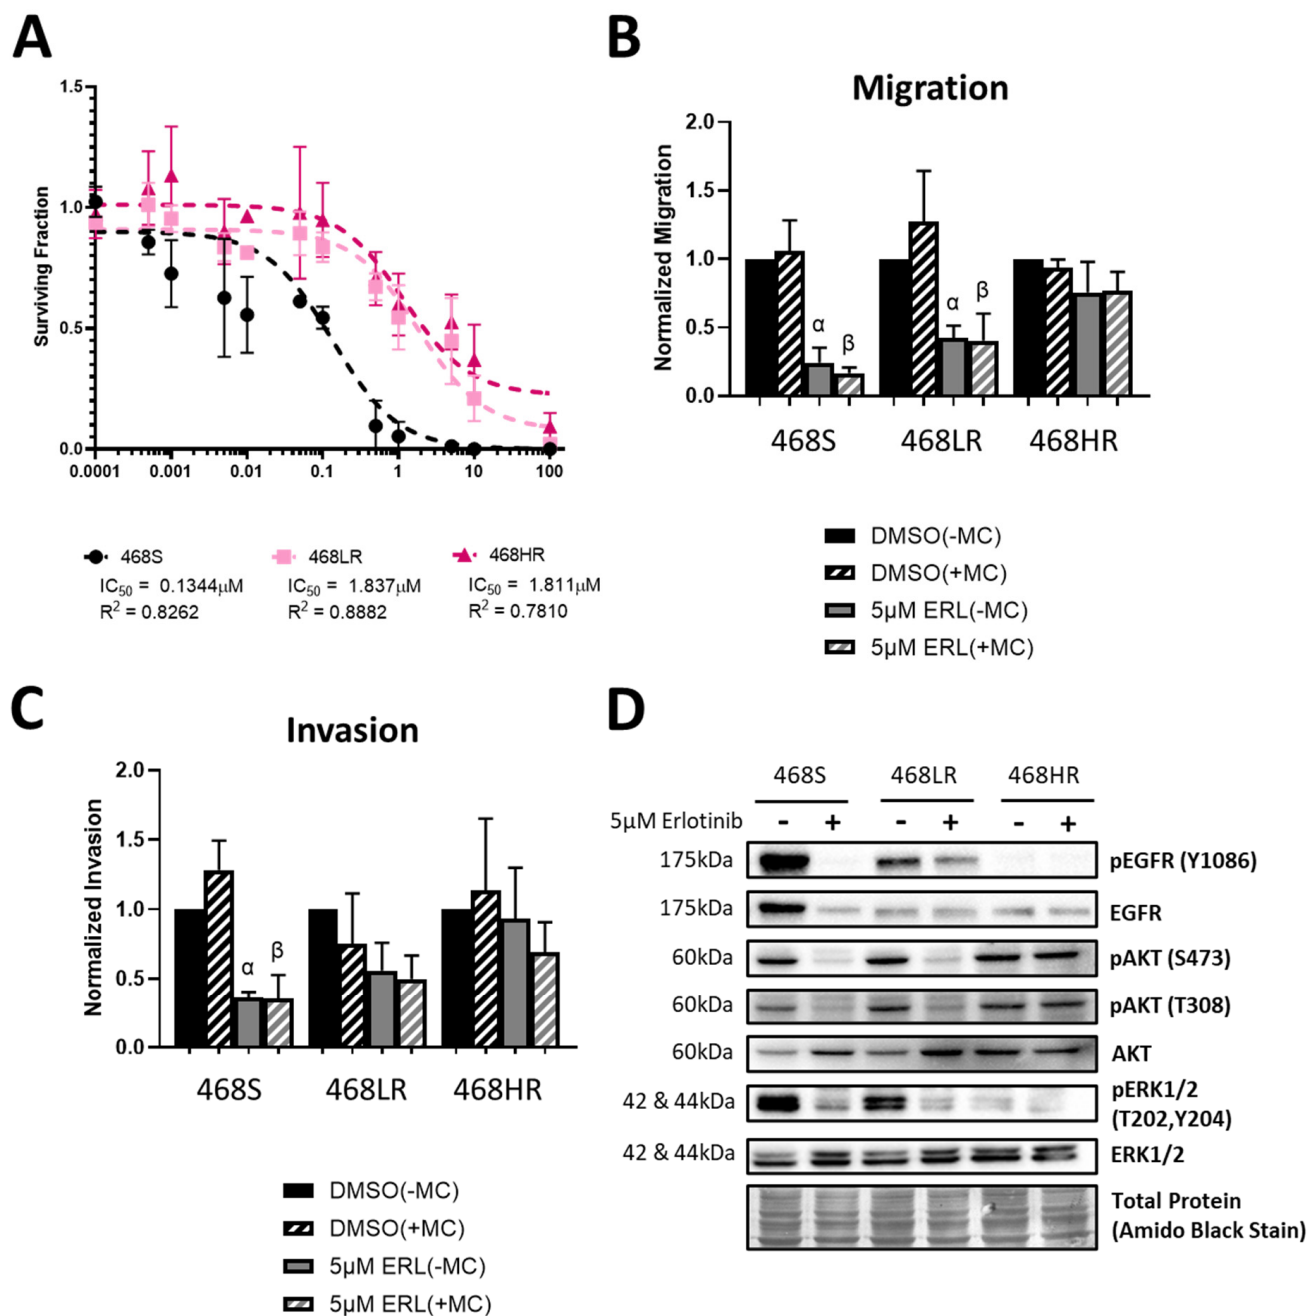 A
1.5
1.0
0.5
0.0
Surviving Fraction
0.0001 0.001 0.01 0.1 1 10 100
468S 468LR 468HR
IC50 = 0.1344µM IC50 = 1.837µM IC50 = 1.811µM
R2 = 0.8262 R2 = 0.8882 R2 = 0.7810
B
Migration
2.0
1.5
1.0
0.5
0.0
Normalized Migration
α β α β
468S 468LR 468HR
DMSO(-MC)
DMSO(+MC)
5µM ERL(-MC)
5µM ERL(+MC)
C
Invasion
2.0
1.5
1.0
0.5
0.0
Normalized Invasion
α β
468S 468LR 468HR
DMSO(-MC)
DMSO(+MC)
5µM ERL(-MC)
5µM ERL(+MC)
D
468S 468LR 468HR
5µM Erlotinib - + - + - +
175kDa pEGFR (Y1086)
175kDa EGFR
60kDa pAKT (S473)
60kDa pAKT (T308)
60kDa AKT
42 & 44kDa pERK1/2
(T202,Y204)
42 & 44kDa ERK1/2
Total Protein
(Amido Black Stain)